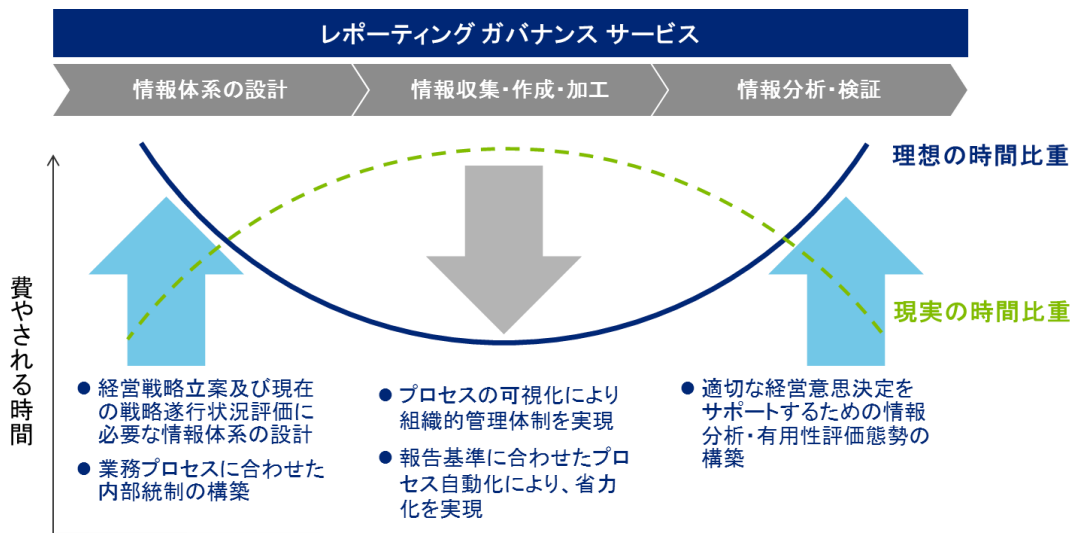 レポーティング ガバナンス サービス
情報体系の設計
情報収集・作成・加工
情報分析・検証
理想の時間比重
現実の時間比重
費やされる時間
● 経営戦略立案及び現在
の戦略遂行状況評価に
必要な情報体系の設計
● 業務プロセスに合わせた
内部統制の構築
● プロセスの可視化により
組織的管理体制を実現
● 報告基準に合わせたプロ
セス自動化により、省力
化を実現
● 適切な経営意思決定を
サポートするための情報
分析・有用性評価態勢の
構築